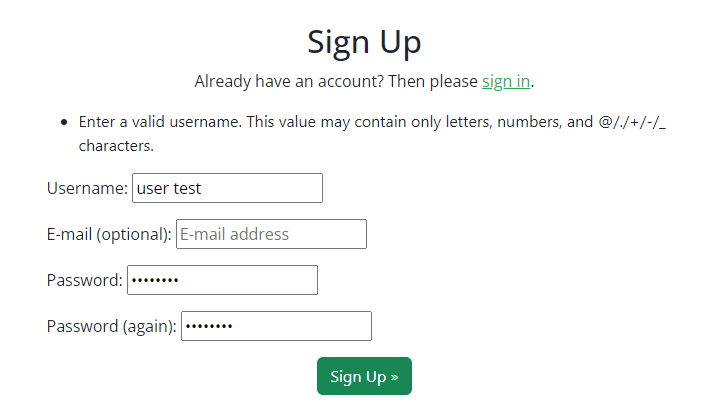 Sign Up
Already have an account? Then please sign in.
• Enter a valid username. This value may contain only letters, numbers, and @/./+/-/_
characters.
Username: user test
E-mail (optional): E-mail address
Password: ••••••••
Password (again): ••••••••
Sign Up »